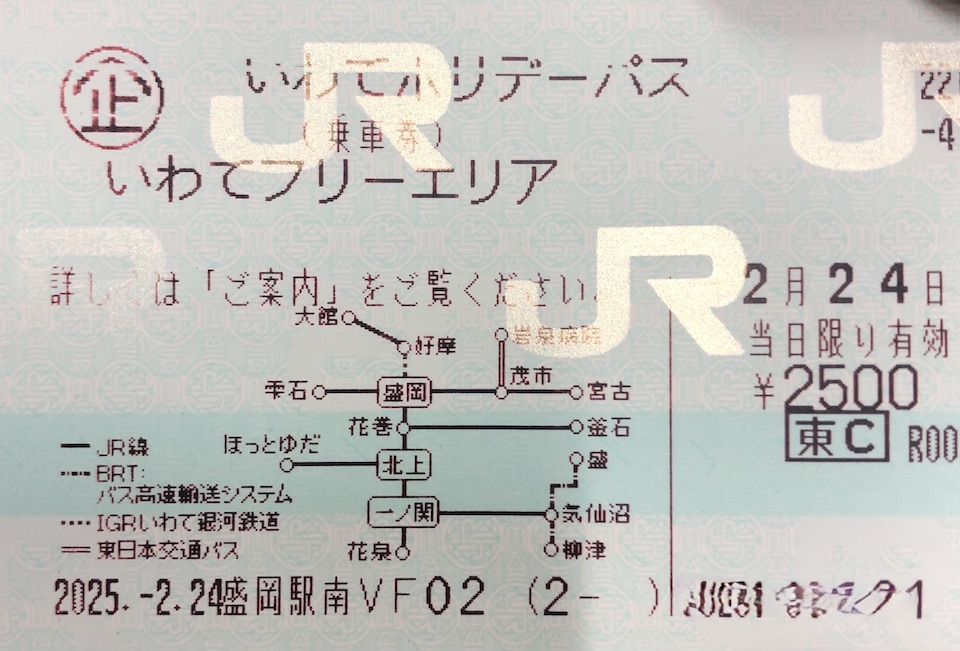 企 いわてホリデーパス
（乗車券）
いわてフリーエリア
-4
詳しくは「ご案内」をご覧ください。
2月24日
当日限り有効
¥2500
東C
R00
大館
好摩
岩泉病院
茂市
雫石
盛岡
宮古
花巻
釜石
ほっとゆだ
北上
盛
一ノ関
気仙沼
花泉
柳津
JR線
BRT:
バス高速輸送システム
IGRいわて銀河鉄道
東日本交通バス
2025.-2.24盛岡駅南VF02 (2- )
JR
JR
JR